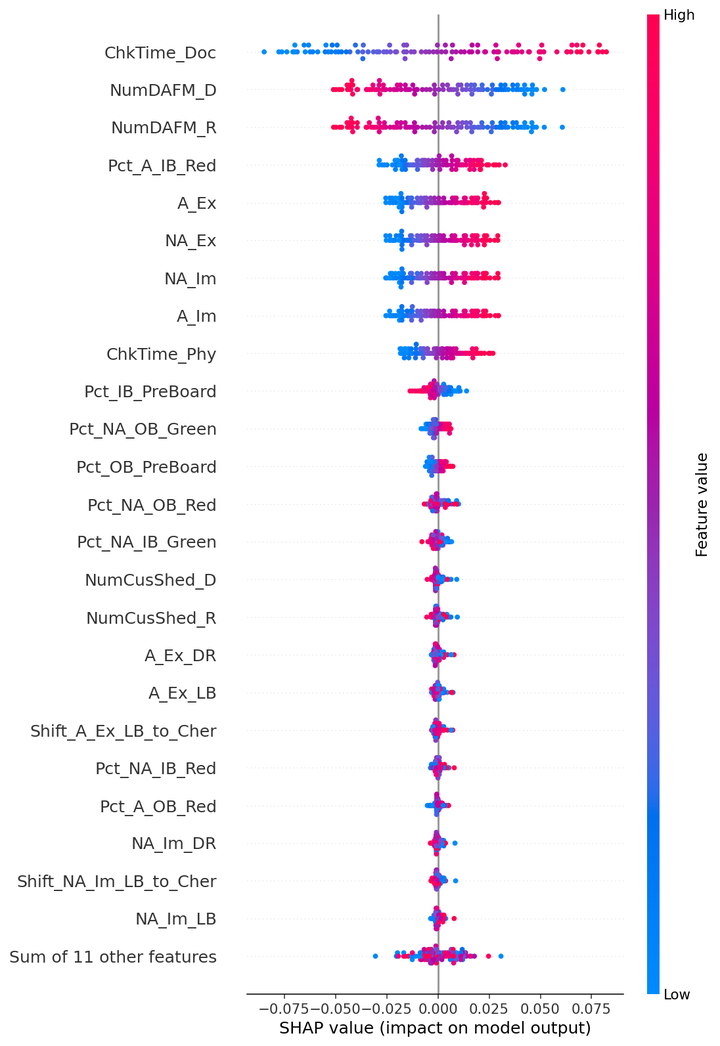 High
ChkTime_Doc
NumDAFM_D
NumDAFM_R
Pct_A_IB_Red
A_Ex
NA_Ex
NA_Im
A_Im
ChkTime_Phy
Pct_IB_PreBoard
Pct_NA_OB_Green
Pct_OB_PreBoard
Pct_NA_OB_Red
Pct_NA_IB_Green
NumCusShed_D
NumCusShed_R
A_Ex_DR
A_Ex_LB
Shift_A_Ex_LB_to_Cher
Pct_NA_IB_Red
Pct_A_OB_Red
NA_Im_DR
Shift_NA_Im_LB_to_Cher
NA_Im_LB
Sum of 11 other features
Feature value
Low
−0.075 −0.050 −0.025 0.000 0.025 0.050 0.075
SHAP value (impact on model output)